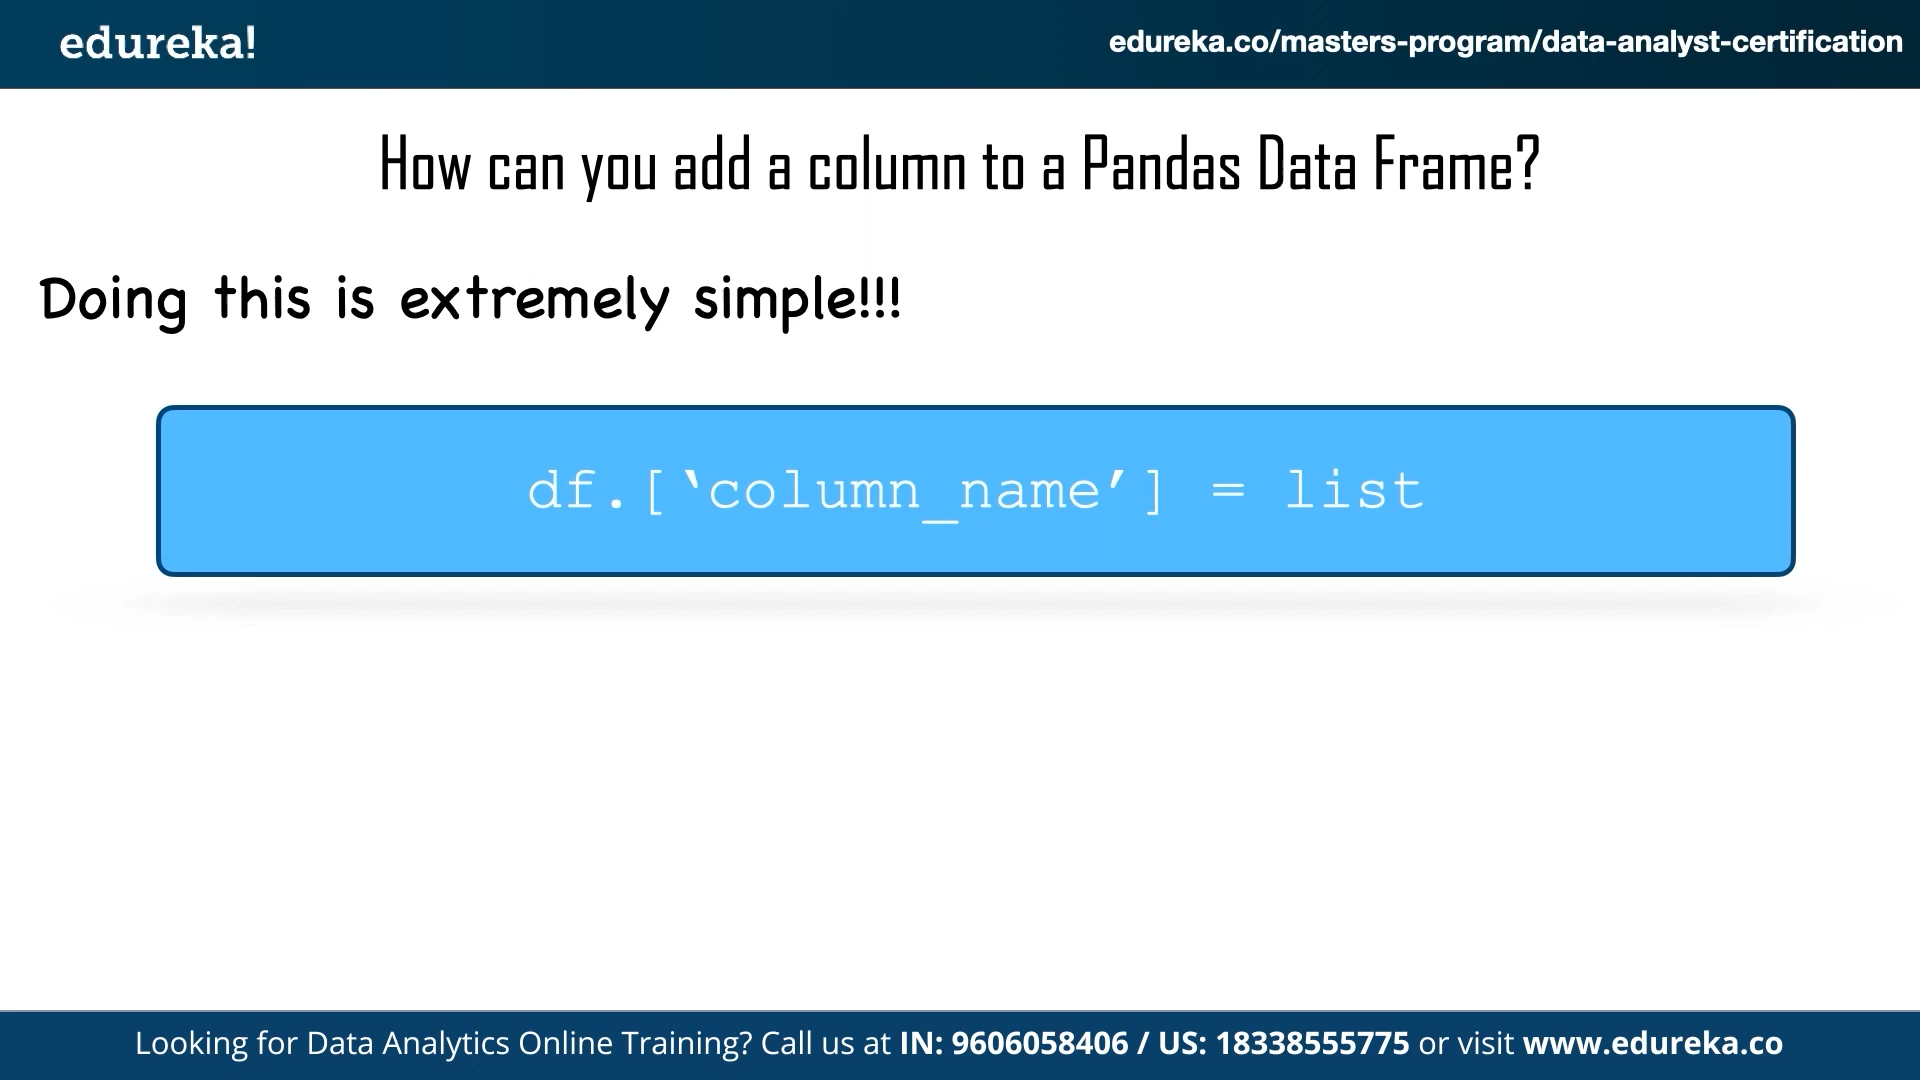 edureka!
edureka.co/masters-program/data-analyst-certification
How can you add a column to a Pandas Data Frame?
Doing this is extremely simple!!!
df.[‘column_name’] = list
Looking for Data Analytics Online Training? Call us at IN: 9606058406 / US: 18338555775 or visit www.edureka.co